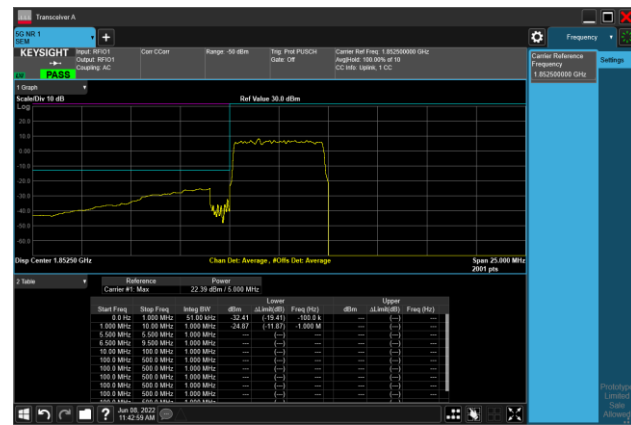 Transceiver A
5G NR 1
SEM
Frequency
KEYSIGHT
Input: RFIO1
Output: RFIO1
Coupling: AC
Corr CCorr
Range: -50 dBm
Trig: Prot PUSCH
Gate: Off
Carrier Ref Freq: 1.852500000 GHz
AvgHold: 100.00% of 10
CC Info: Uplink, 1 CC
LV
PASS
Carrier Reference
Frequency
1.852500000 GHz
Settings
1 Graph
Scale/Div 10 dB
Ref Value 30.0 dBm
Log
20.0
10.0
0.00
-10.0
-20.0
-30.0
-40.0
-50.0
-60.0
Disp Center 1.85250 GHz
Chan Det: Average, #Offs Det: Average
Span 25.000 MHz
2001 pts
2 Table
Reference Power
Carrier #1: Max 22.39 dBm / 5.000 MHz
Lower Upper
Start Freq Stop Freq Integ BW dBm ΔLimit(dB) Freq (Hz) dBm ΔLimit(dB) Freq (Hz)
0.0 Hz 1.000 MHz 51.00 kHz -32.41 (-19.41) -100.0 k --- (---) ---
1.000 MHz 10.00 MHz 1.000 MHz -24.87 (-11.87) -1.000 M --- (---) ---
5.500 MHz 5.500 MHz 1.000 MHz --- (---) --- --- (---) ---
6.500 MHz 9.500 MHz 1.000 MHz --- (---) --- --- (---) ---
10.00 MHz 100.0 MHz 1.000 MHz --- (---) --- --- (---) ---
100.0 MHz 500.0 MHz 1.000 MHz --- (---) --- --- (---) ---
100.0 MHz 500.0 MHz 1.000 MHz --- (---) --- --- (---) ---
100.0 MHz 500.0 MHz 1.000 MHz --- (---) --- --- (---) ---
100.0 MHz 500.0 MHz 1.000 MHz --- (---) --- --- (---) ---
100.0 MHz 500.0 MHz 1.000 MHz --- (---) --- --- (---) ---
Jun 08, 2022
11:42:59 AM
Prototype
Limited
Sale
Allowed